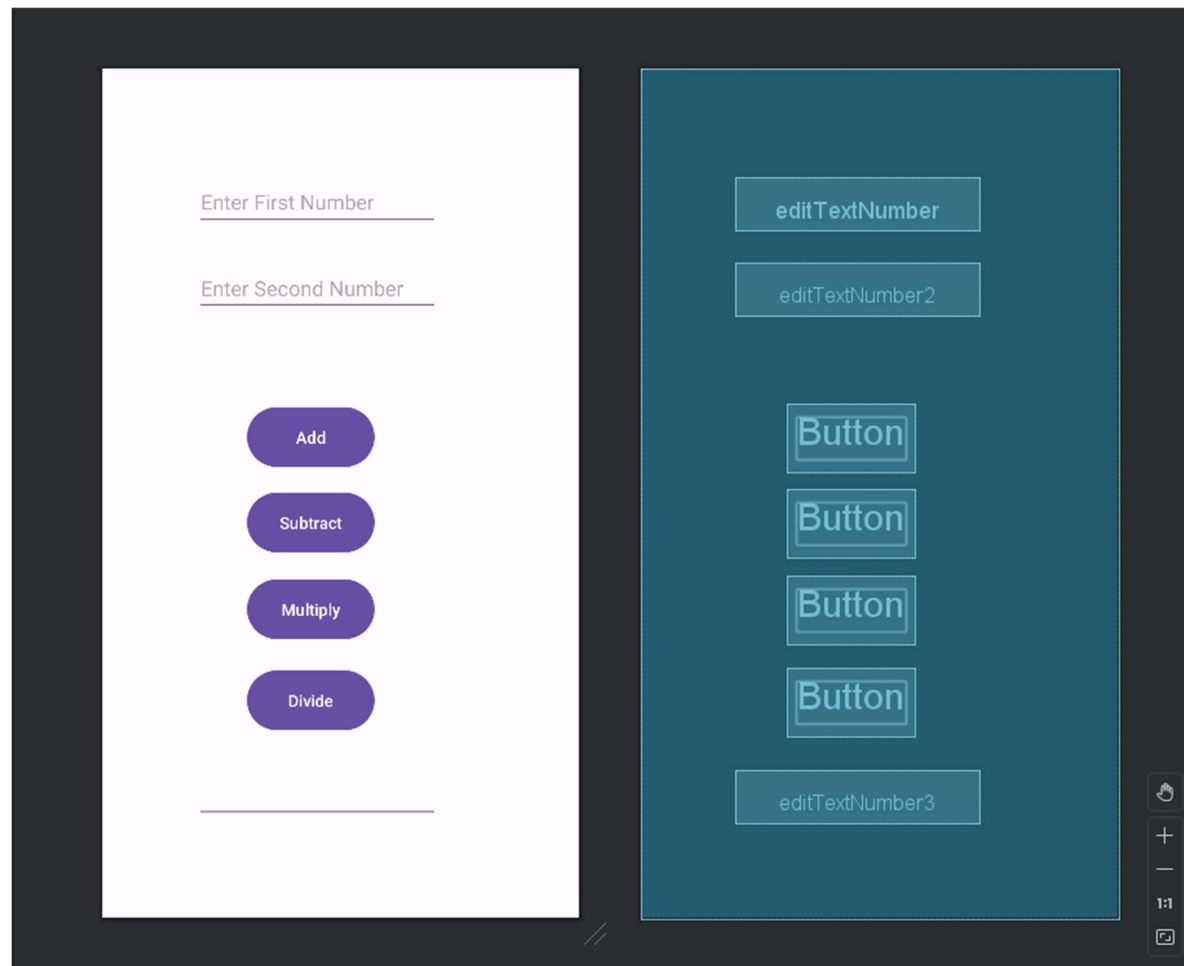 Enter First Number
Enter Second Number
Add
Subtract
Multiply
Divide
editTextNumber
editTextNumber2
Button
Button
Button
Button
editTextNumber3
1:1